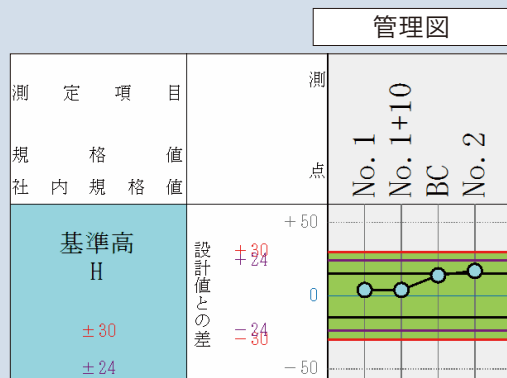 管理図
測定項目
規格値
社内規格値
測点
No. 1
No. 1+10
BC
No. 2
基準高
H
±30
±24
設計値との差
+50
+30
+24
0
-24
-30
-50